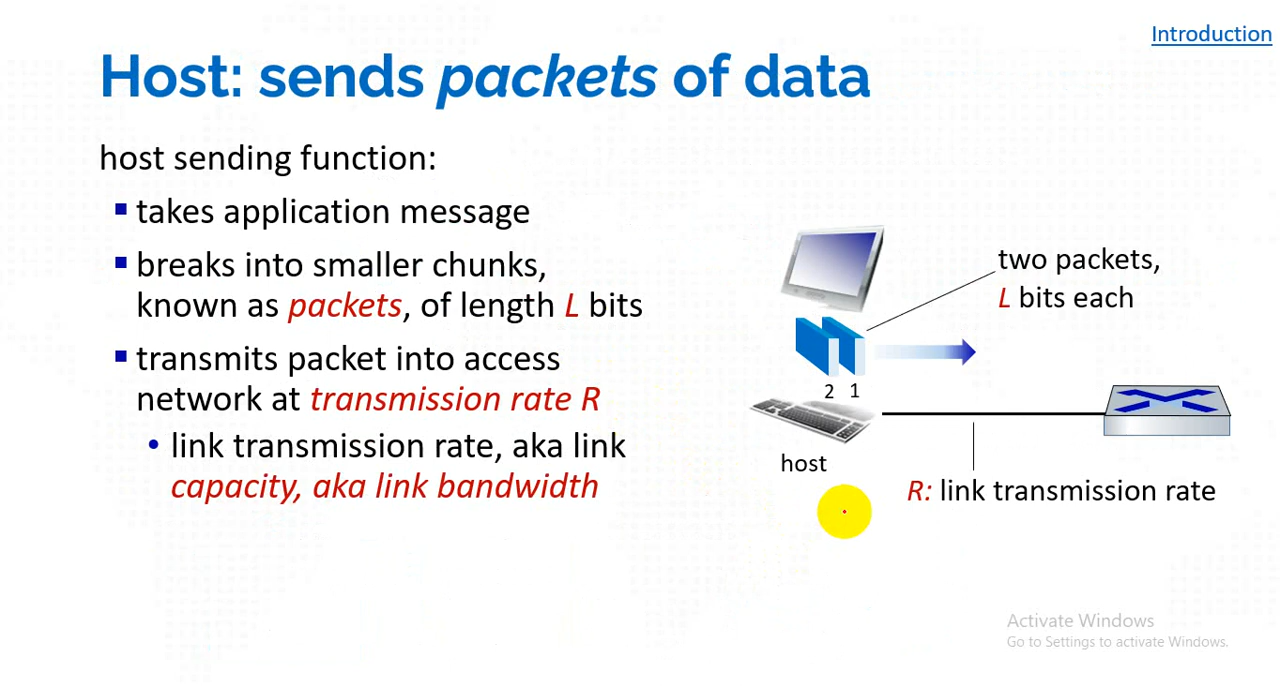 Introduction
Host: sends packets of data
host sending function:
▪ takes application message
▪ breaks into smaller chunks,
known as packets, of length L bits
▪ transmits packet into access
network at transmission rate R
• link transmission rate, aka link
capacity, aka link bandwidth
two packets,
L bits each
2 1
host
R: link transmission rate
Activate Windows
Go to Settings to activate Windows.